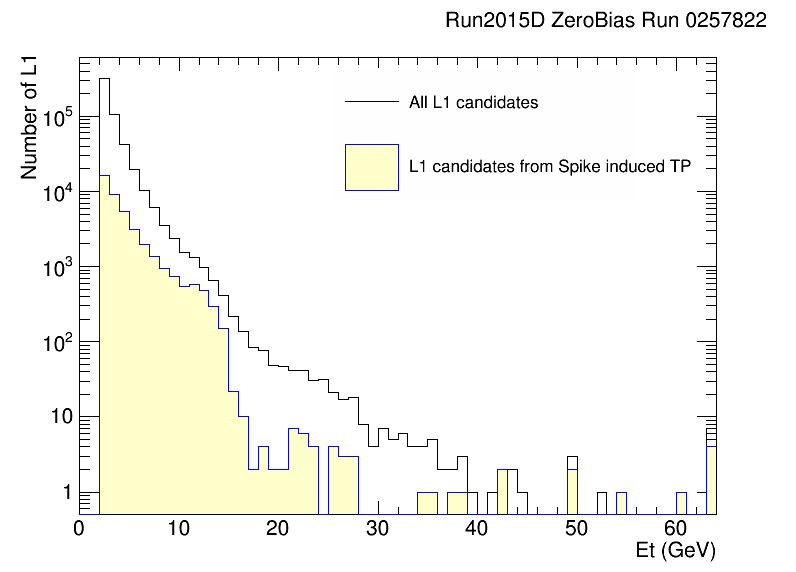 Run2015D ZeroBias Run 0257822
Number of L1
All L1 candidates
L1 candidates from Spike induced TP
10^5
10^4
10^3
10^2
10
1
0 10 20 30 40 50 60
Et (GeV)